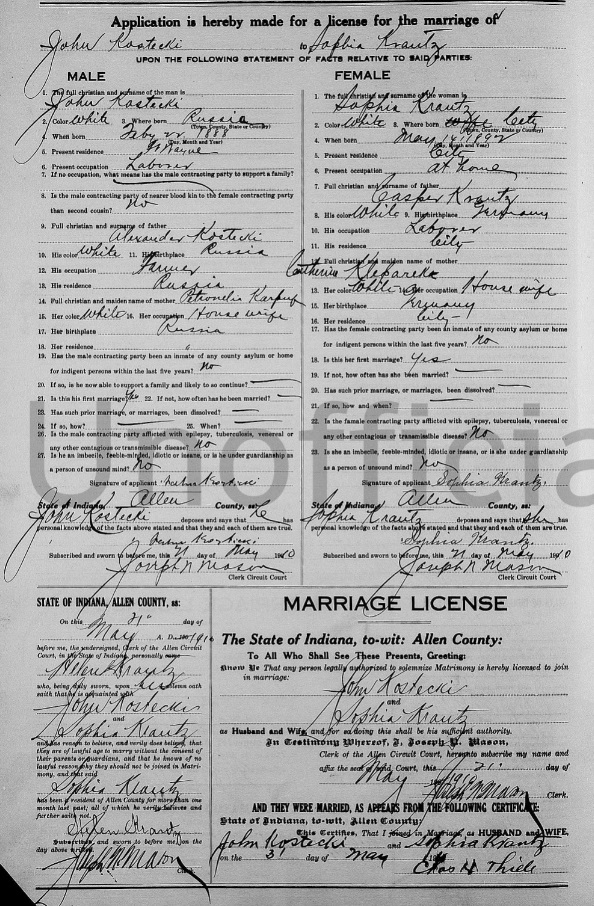 Application is hereby made for a license for the marriage of
John Kostecki to Sophia Krautz
UPON THE FOLLOWING STATEMENT OF FACTS RELATIVE TO SAID PARTIES:
MALE
1. The full christian and surname of the man is
John Kostecki
2. Color White 3. Where born Russia
(Town, County, State or Country)
4. When born Feby 22, 1888
(Day, Month and Year)
5. Present residence Ft Wayne
6. Present occupation Laborer
7. If no occupation, what means has the male contracting party to support a family?
8. Is the male contracting party of nearer blood kin to the female contracting party
than second cousin? No
9. Full christian and surname of father
Alexander Kostecki
10. His color White 11. His birthplace Russia
12. His occupation Farmer
13. His residence Russia
14. Full christian and maiden name of mother Petronelia
15. Her color White 16. Her occupation House wife
17. Her birthplace Russia
18. Her residence "
19. Has the male contracting party been an inmate of any county asylum or home
for indigent persons within the last five years? No
20. If so, is he now able to support a family and likely to continue so?
21. Is this his first marriage? Yes 22. If not, how often has he been married?
23. Has such prior marriage, or marriages, been dissolved?
24. If so, how? 25. When?
26. Is the male contracting party afflicted with epilepsy, tuberculosis, venereal or
any other contagious or transmissible disease? No
27. Is he an imbecile, feeble-minded, idiotic or insane, or is he under guardianship
as a person of unsound mind? No
Signature of applicant
State of Indiana, Allen County, ss:
John Kostecki deposes and says that he has
personal knowledge of the facts above stated and that they and each of them are true.
Subscribed and sworn to before me, this 21 day of May 1910
Joseph N Mason
Clerk Circuit Court
FEMALE
1. The full christian and surname of the woman is
Sophia Krautz
2. Color White 3. Where born City
(Town, County, State or Country)
4. When born May 14, 1892
(Day, Month and Year)
5. Present residence City
6. Present occupation At home
7. Full christian and surname of father
Casper Krautz
8. His color White 9. His birthplace Germany
10. His occupation Laborer
11. His residence City
12. Full christian and maiden name of mother
Catherine
13. Her color White 14. Her occupation House wife
15. Her birthplace Germany
16. Her residence City
17. Has the female contracting party been an inmate of any county asylum or home
for indigent persons within the last five years? No
18. Is this her first marriage? Yes
19. If not, how often has she been married?
20. Has such prior marriage, or marriages, been dissolved?
21. If so, how and when?
22. Is the female contracting party afflicted with epilepsy, tuberculosis, venereal or
any other contagious or transmissible disease? No
23. Is she an imbecile, feeble-minded, idiotic or insane, or is she under guardianship
as a person of unsound mind? No
Signature of applicant Sophia Krautz
State of Indiana, Allen County, ss:
Sophia Krautz deposes and says that she has
personal knowledge of the facts above stated and that they and each of them are true.
Sophia Krautz
Subscribed and sworn to before me, this 21 day of May 1910
Joseph N Mason
Clerk Circuit Court
Unofficial
STATE OF INDIANA, ALLEN COUNTY, ss:
On this 21" day of
May A. D. 1910
before me, the undersigned, Clerk of the Allen Circuit
Court, in the State of Indiana, personally came
Helen Krautz
who, being duly sworn, upon her solemn oath
saith that he is acquainted with
John Kostecki
and
Sophia Krautz
and has reason to believe, and verily does believe, that
they are of lawful age to marry without the consent of
their parents or guardians, and that he knows of no
lawful reason why they should not be joined in Matri-
mony, and that said
Sophia Krautz
has been a resident of Allen County for more than one
month last past; all of which he verily believes and
further saith not.
Helen Krautz
Subscribed, and sworn to before me, on the
day above written.
Joseph N Mason
Clerk
MARRIAGE LICENSE
The State of Indiana, to-wit: Allen County:
To All Who Shall See These Presents, Greeting:
Know Ye That any person legally authorized to solemnize Matrimony is hereby licensed to join
in marriage:
John Kostecki
and
Sophia Krautz
as Husband and Wife, and for so doing this shall be his sufficient authority.
In Testimony Whereof, I, Joseph N. Mason,
Clerk of the Allen Circuit Court, hereunto subscribe my name and
affix the seal of said Court, this 21" day of
May 1910
Joseph N Mason Clerk.
AND THEY WERE MARRIED, AS APPEARS FROM THE FOLLOWING CERTIFICATE:
State of Indiana, to-wit, Allen County:
This Certifies, That I joined in Marriage, as HUSBAND and WIFE,
John Kostecki and Sophia Krautz
on the 31 day of May 1910
Chas H Thiele